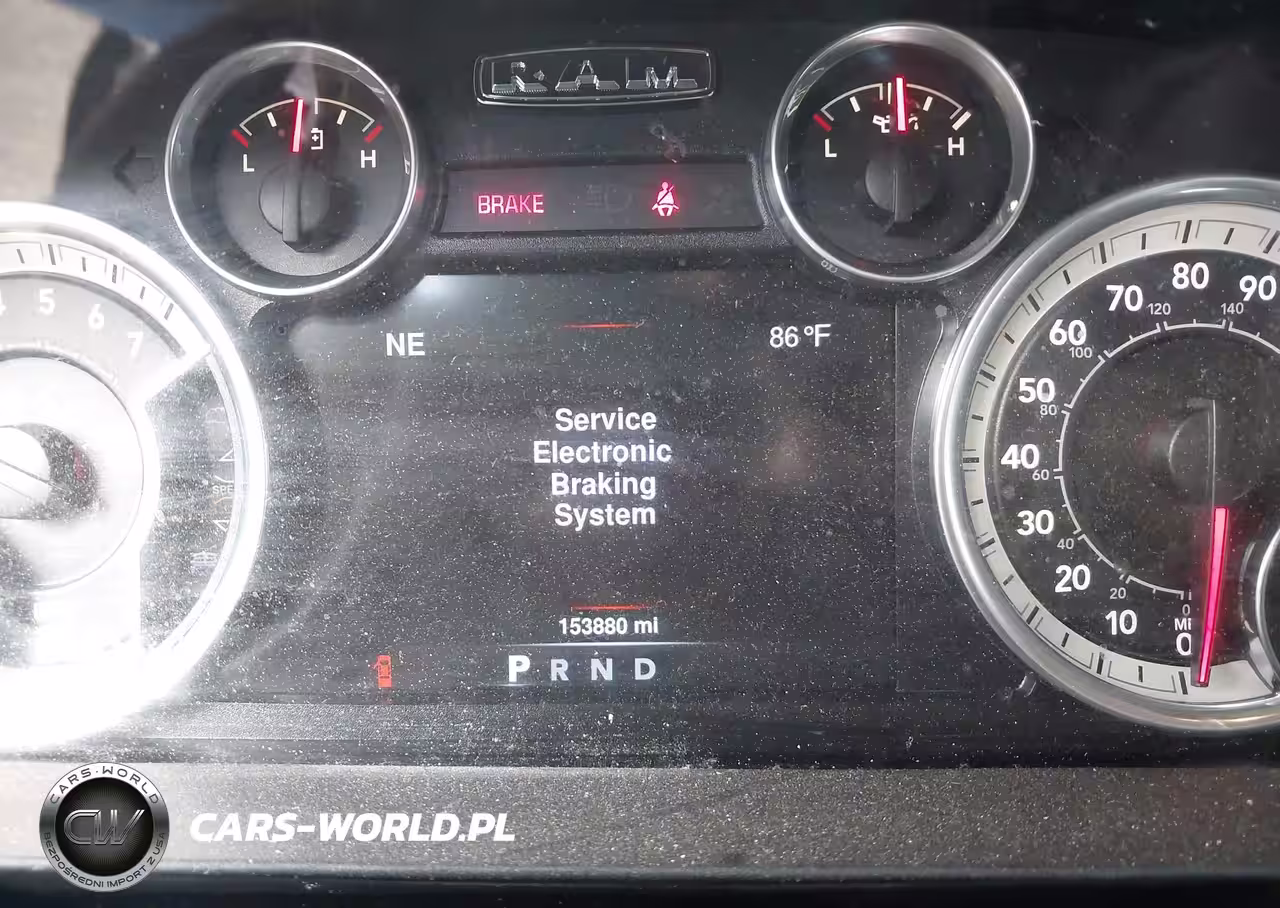 RAM
L H
L H
BRAKE
NE
86°F
Service
Electronic
Braking
System
153880 mi
P R N D
5 6 7
90
80
70
60
50
40
30
20
10
0
140
120
100
80
60
40
20
0
CARS-WORLD
CW
BEZPOŚREDNI IMPORT Z USA
CARS-WORLD.PL